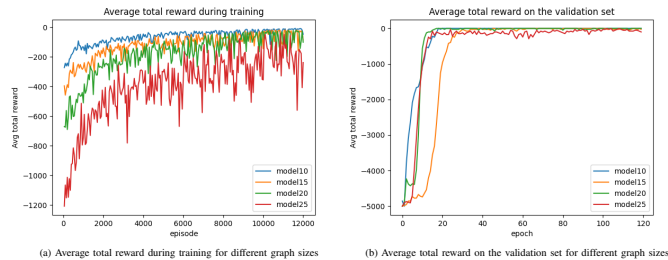 Average total reward during training
0
−200
−400
−600
−800
−1000
−1200
Avg total reward
0
2000
4000
6000
8000
10000
12000
episode
model10
model15
model20
model25
(a) Average total reward during training for different graph sizes
Average total reward on the validation set
0
−1000
−2000
−3000
−4000
−5000
Avg total reward
0
20
40
60
80
100
120
epoch
model10
model15
model20
model25
(b) Average total reward on the validation set for different graph sizes